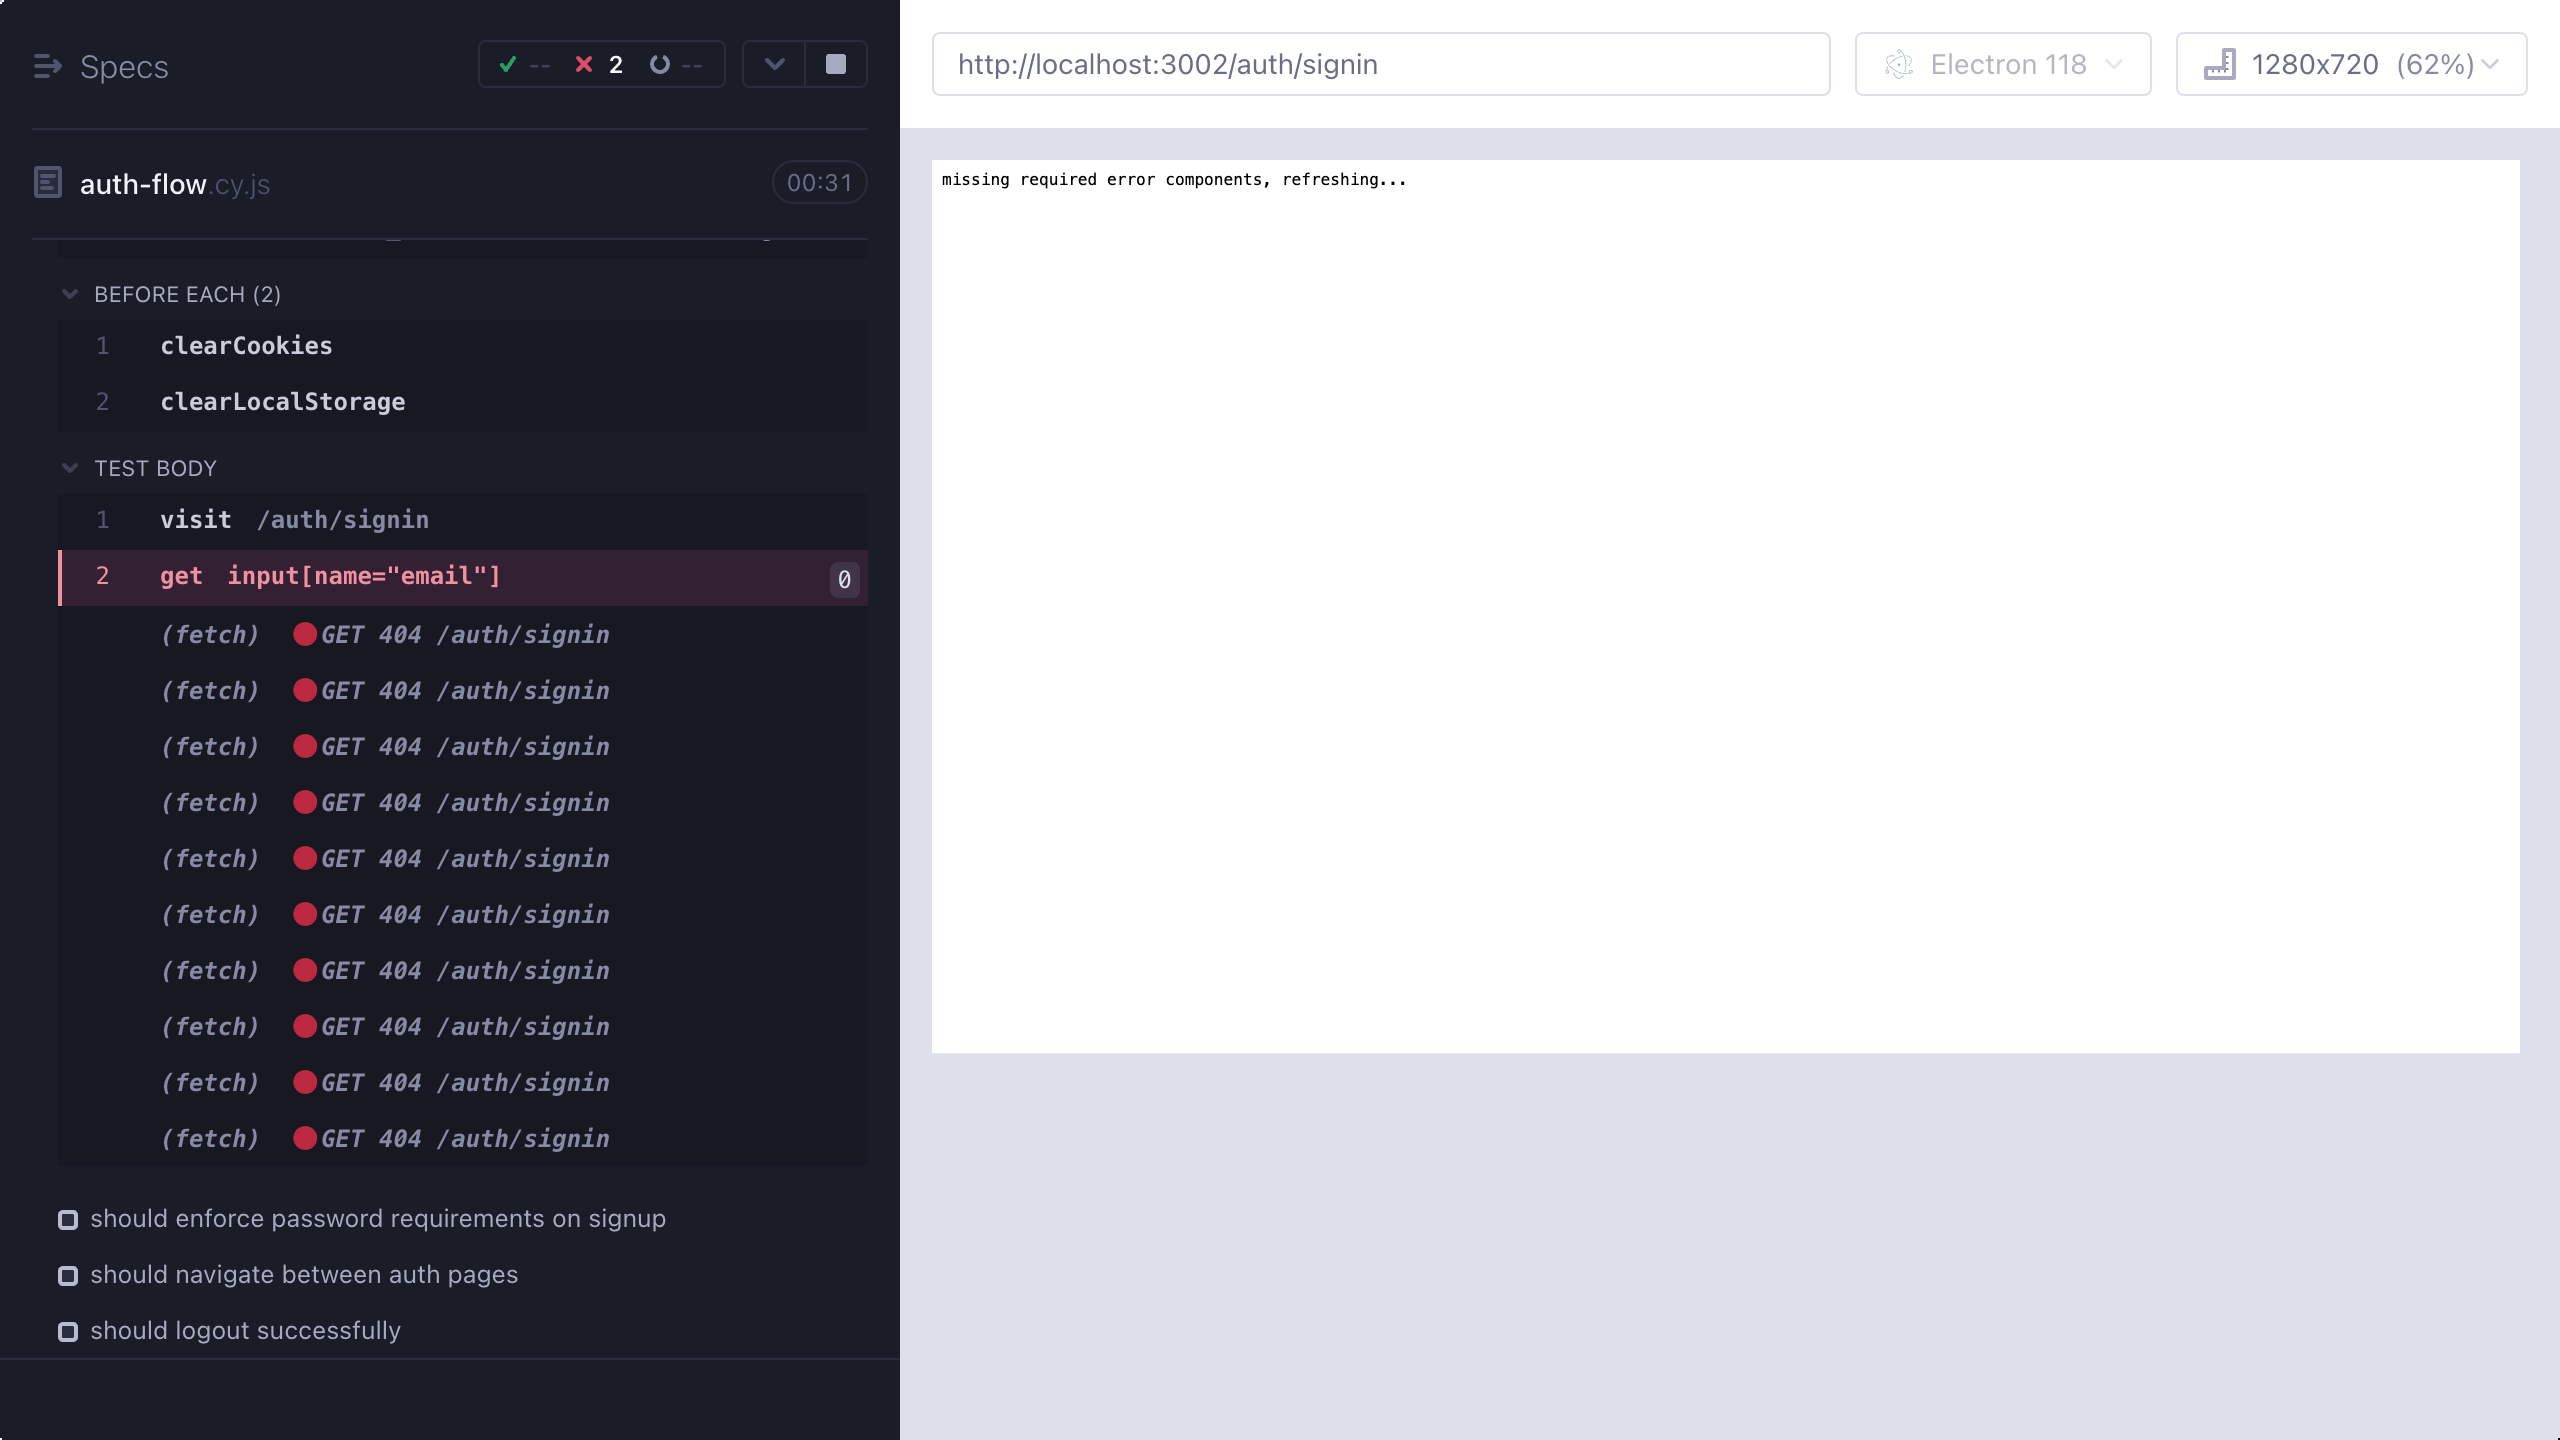 Specs
-- 2 --
auth-flow.cy.js
00:31
BEFORE EACH (2)
1 clearCookies
2 clearLocalStorage
TEST BODY
1 visit /auth/signin
2 get input[name="email"] 0
(fetch) GET 404 /auth/signin
(fetch) GET 404 /auth/signin
(fetch) GET 404 /auth/signin
(fetch) GET 404 /auth/signin
(fetch) GET 404 /auth/signin
(fetch) GET 404 /auth/signin
(fetch) GET 404 /auth/signin
(fetch) GET 404 /auth/signin
(fetch) GET 404 /auth/signin
(fetch) GET 404 /auth/signin
should enforce password requirements on signup
should navigate between auth pages
should logout successfully
http://localhost:3002/auth/signin
Electron 118
1280x720 (62%)
missing required error components, refreshing...